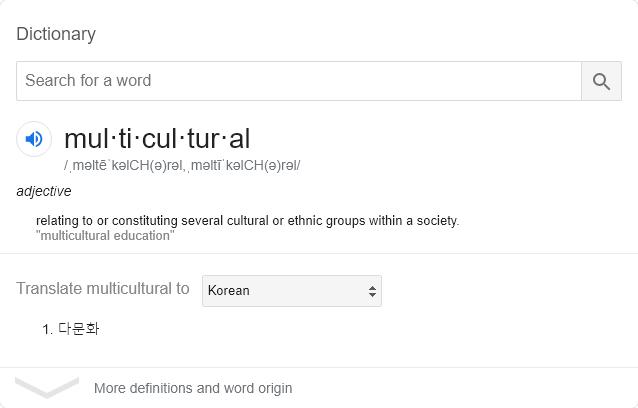 Dictionary
Search for a word
mul·ti·cul·tur·al
/ˌməltēˈkəlCH(ə)rəl,ˌməltīˈkəlCH(ə)rəl/
adjective
relating to or constituting several cultural or ethnic groups within a society.
"multicultural education"
Translate multicultural to Korean
1. 다문화
More definitions and word origin